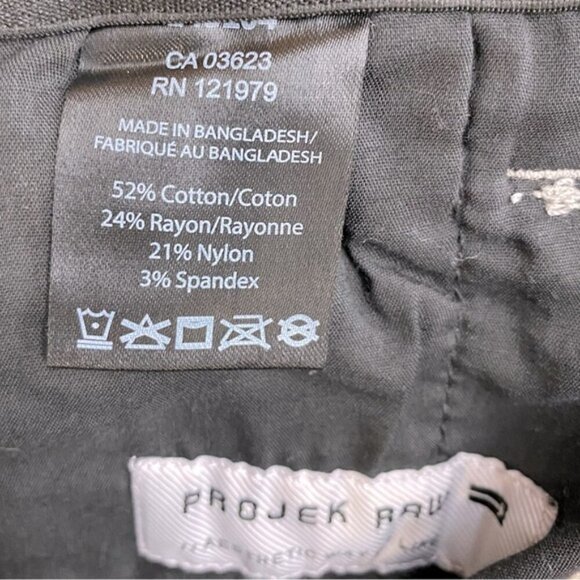 CA 03623
RN 121979
MADE IN BANGLADESH/
FABRIQUÉ AU BANGLADESH
52% Cotton/Coton
24% Rayon/Rayonne
21% Nylon
3% Spandex
PROJEK RAW
AESTHETIC